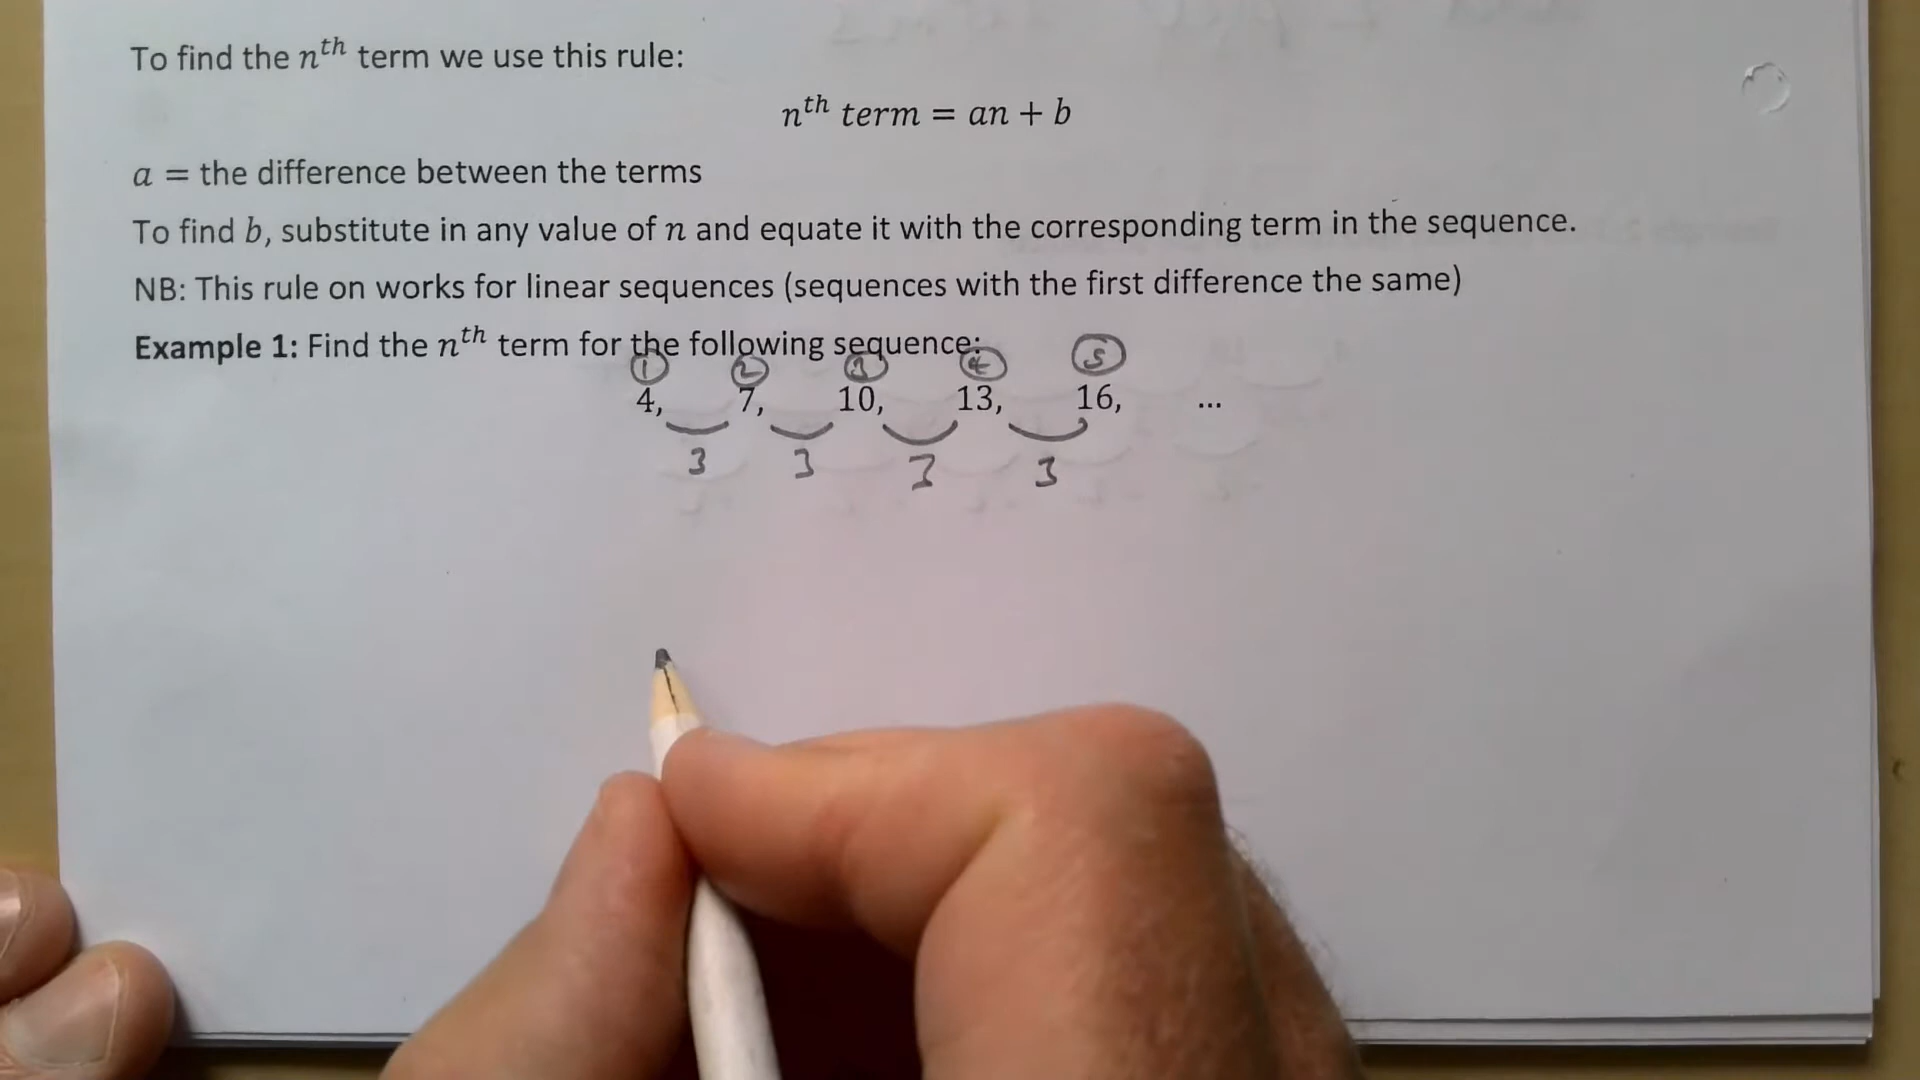 To find the nᵗʰ term we use this rule:
nᵗʰ term = an + b
a = the difference between the terms
To find b, substitute in any value of n and equate it with the corresponding term in the sequence.
NB: This rule on works for linear sequences (sequences with the first difference the same)
Example 1: Find the nᵗʰ term for the following sequence:
① ② ③ ④ ⑤
4, 7, 10, 13, 16, ...
3 3 3 3